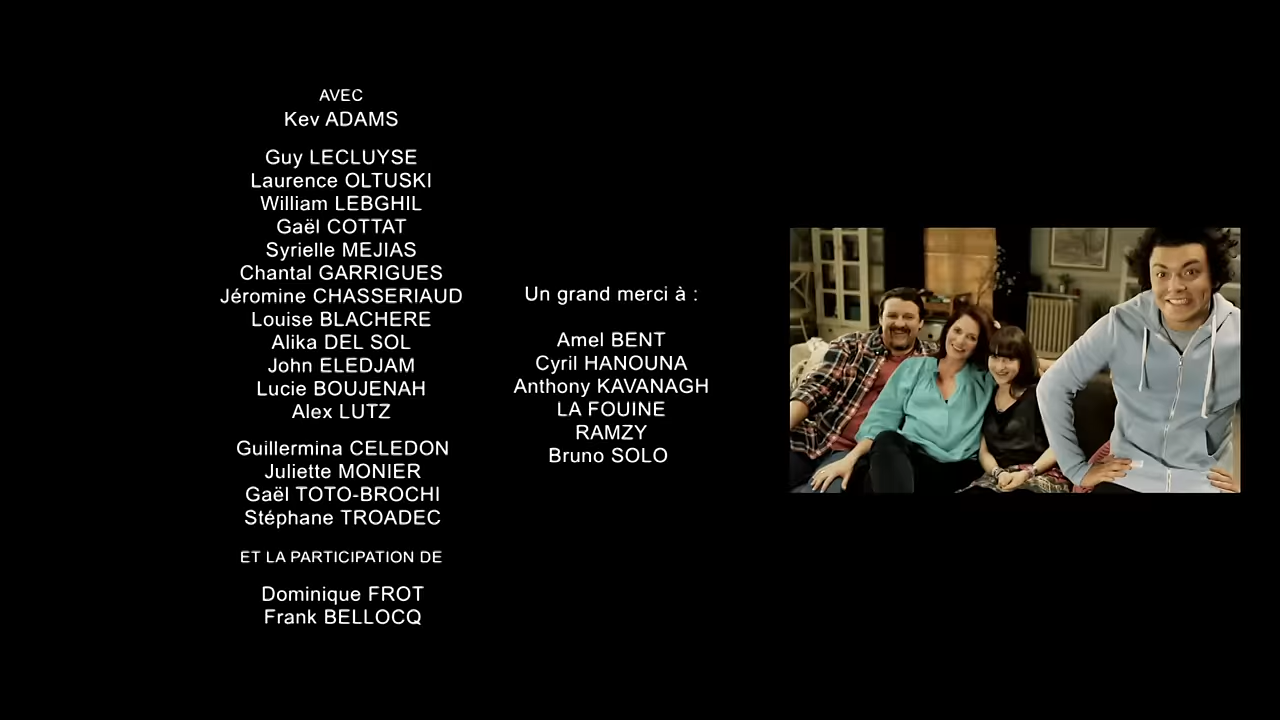 AVEC
Kev ADAMS
Guy LECLUYSE
Laurence OLTUSKI
William LEBGHIL
Gaël COTTAT
Syrielle MEJIAS
Chantal GARRIGUES
Jéromine CHASSERIAUD
Louise BLACHERE
Alika DEL SOL
John ELEDJAM
Lucie BOUJENAH
Alex LUTZ
Guillermina CELEDON
Juliette MONIER
Gaël TOTO-BROCHI
Stéphane TROADEC
ET LA PARTICIPATION DE
Dominique FROT
Frank BELLOCQ
Un grand merci à :
Amel BENT
Cyril HANOUNA
Anthony KAVANAGH
LA FOUINE
RAMZY
Bruno SOLO